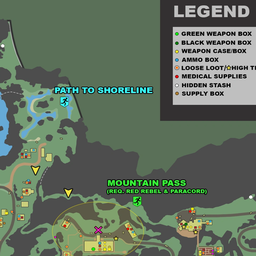 LEGEND
GREEN WEAPON BOX
BLACK WEAPON BOX
WEAPON CASE/BOX
AMMO BOX
LOOSE LOOT/HIGH TI
MEDICAL SUPPLIES
HIDDEN STASH
SUPPLY BOX
PATH TO SHORELINE
MOUNTAIN PASS
(REQ. RED REBEL & PARACORD)